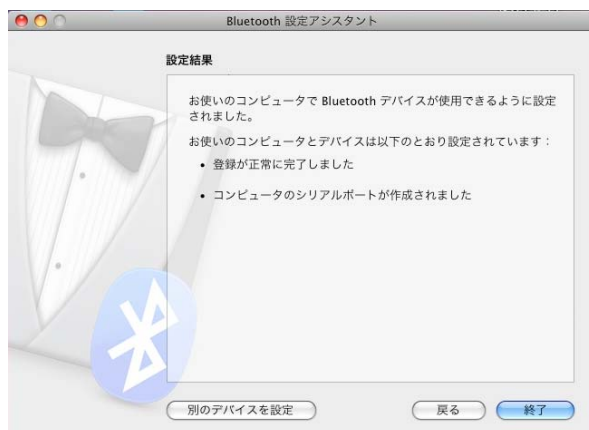 Bluetooth 設定アシスタント
設定結果
お使いのコンピュータで Bluetooth デバイスが使用できるように設定
されました。
お使いのコンピュータとデバイスは以下のとおり設定されています：
• 登録が正常に完了しました
• コンピュータのシリアルポートが作成されました
別のデバイスを設定
戻る
終了